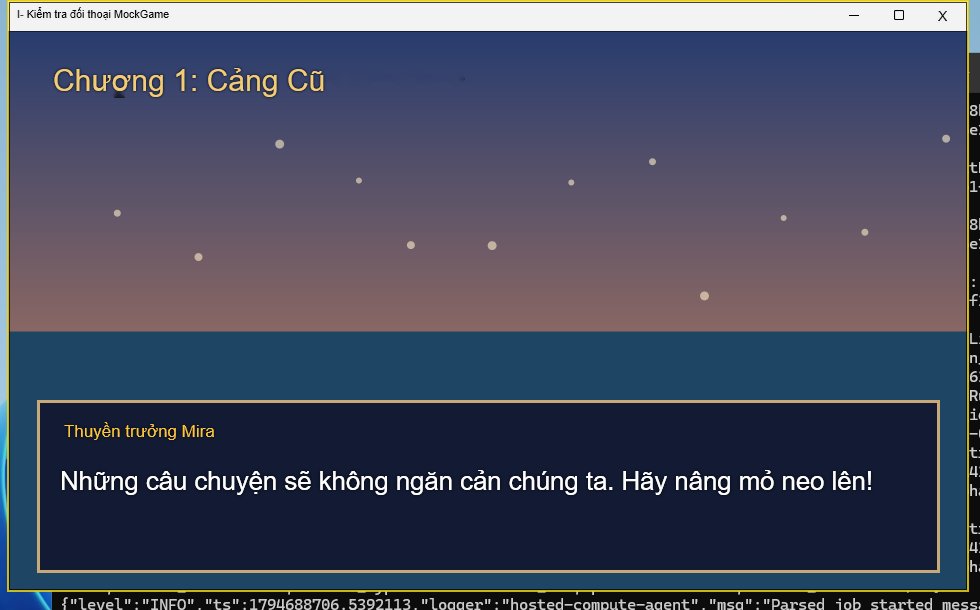 I- Kiểm tra đối thoại MockGame
Chương 1: Cảng Cũ
Thuyền trưởng Mira
Những câu chuyện sẽ không ngăn cản chúng ta. Hãy nâng mỏ neo lên!
{"level":"INFO","ts":1794688706.5392113,"logger":"hosted-compute-agent","msg":"Parsed job started mes